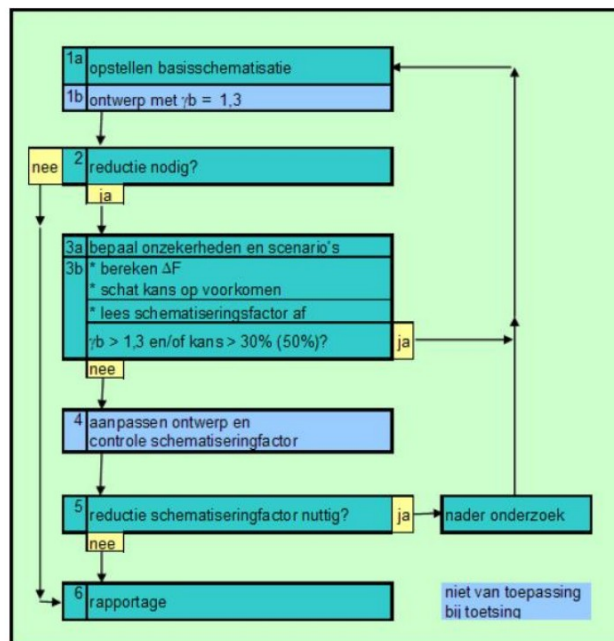 1a opstellen basisschematisatie
1b ontwerp met γb = 1,3
nee 2 reductie nodig?
ja
3a bepaal onzekerheden en scenario's
3b * bereken ΔF
* schat kans op voorkomen
* lees schematiseringsfactor af
γb > 1,3 en/of kans > 30% (50%)? ja
nee
4 aanpassen ontwerp en
controle schematiseringfactor
5 reductie schematiseringfactor nuttig? ja nader onderzoek
nee
6 rapportage
niet van toepassing
bij toetsing